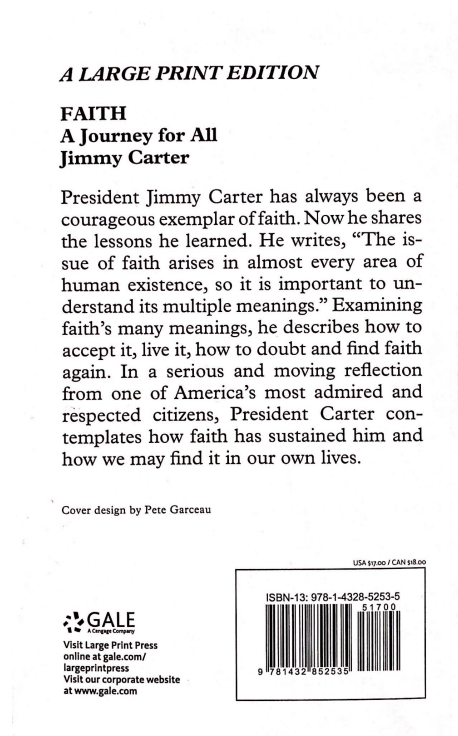 A LARGE PRINT EDITION
FAITH
A Journey for All
Jimmy Carter
President Jimmy Carter has always been a
courageous exemplar of faith. Now he shares
the lessons he learned. He writes, “The is-
sue of faith arises in almost every area of
human existence, so it is important to un-
derstand its multiple meanings.” Examining
faith’s many meanings, he describes how to
accept it, live it, how to doubt and find faith
again. In a serious and moving reflection
from one of America’s most admired and
respected citizens, President Carter con-
templates how faith has sustained him and
how we may find it in our own lives.
Cover design by Pete Garceau
USA $17.00 / CAN $18.00
ISBN-13: 978-1-4328-5253-5
51700
9 781432 852535
GALE
A Cengage Company
Visit Large Print Press
online at gale.com/
largeprintpress
Visit our corporate website
at www.gale.com